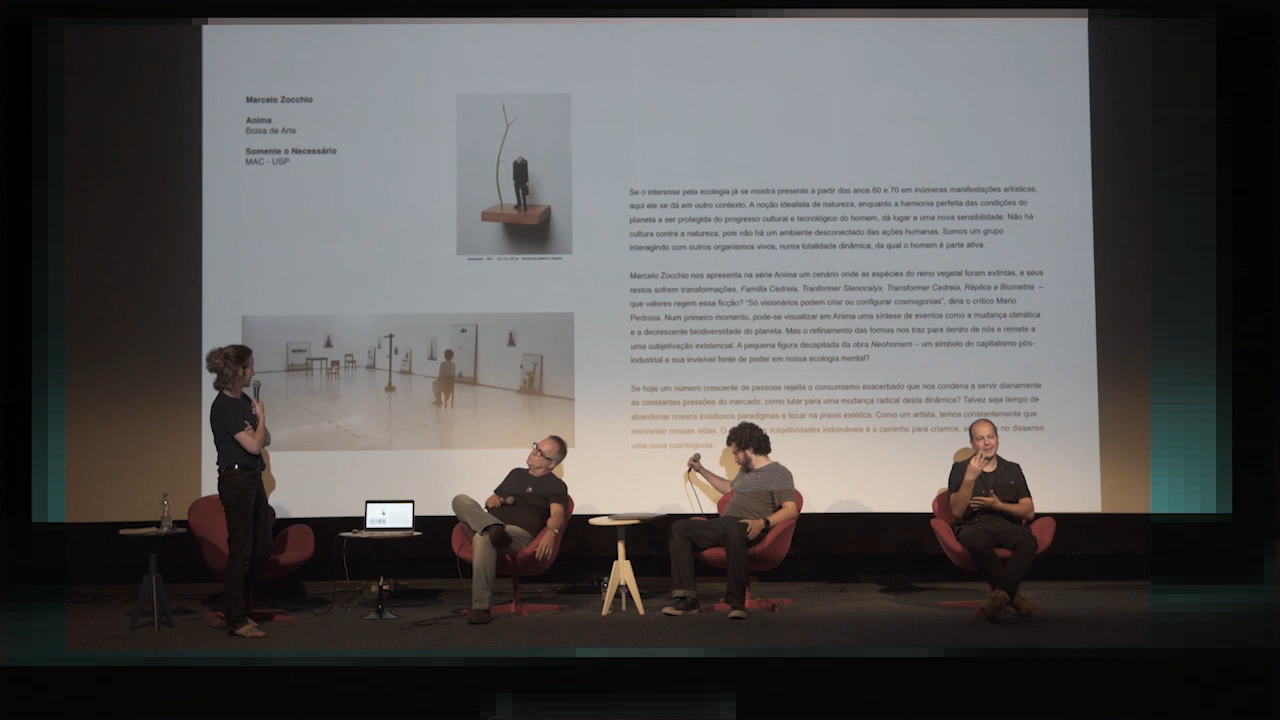 Marcelo Zocchio
Anima
Bolsa de Arte
Somente o Necessário
MAC - USP
Se o interesse pela ecologia já se mostra presente a partir dos anos 60 e 70 em inúmeras manifestações artísticas,
aqui ele se dá em outro contexto. A noção idealista de natureza, enquanto a harmonia perfeita das condições do
planeta a ser protegida do progresso cultural e tecnológico do homem, dá lugar a uma nova sensibilidade. Não há
cultura contra a natureza, pois não há um ambiente desconectado das ações humanas. Somos um grupo
interagindo com outros organismos vivos, numa totalidade dinâmica, da qual o homem é parte ativa.
Marcelo Zocchio nos apresenta na série Anima um cenário onde as espécies do reino vegetal foram extintas, e seus
restos sofrem transformações. Familia Cedreia, Tranformer Stenocalyx, Transformer Cedreia, Réplica e Biometria –
que valores regem essa ficção? "Só visionários podem criar ou configurar cosmogonias", diria o crítico Mario
Pedrosa. Num primeiro momento, pode-se visualizar em Anima uma síntese de eventos como a mudança climática
e a decrescente biodiversidade do planeta. Mas o refinamento das formas nos traz para dentro de nós e remete a
uma subjetivação existencial. A pequena figura decapitada da obra Neohomem – um símbolo do capitalismo pós-
industrial e sua invisível fonte de poder em nossa ecologia mental?
Se hoje um número crescente de pessoas rejeita o consumismo exacerbado que nos condena a servir diariamente
às constantes pressões do mercado, como lutar para uma mudança radical desta dinâmica? Talvez seja tempo de
abandonar nossos insidiosos paradigmas e focar na praxis estética. Como um artista, temos constantemente que
reinventar nossas vidas. O subjetividades indomáveis é o caminho para criarmos, no dissenso,
uma nova cosmogonia.